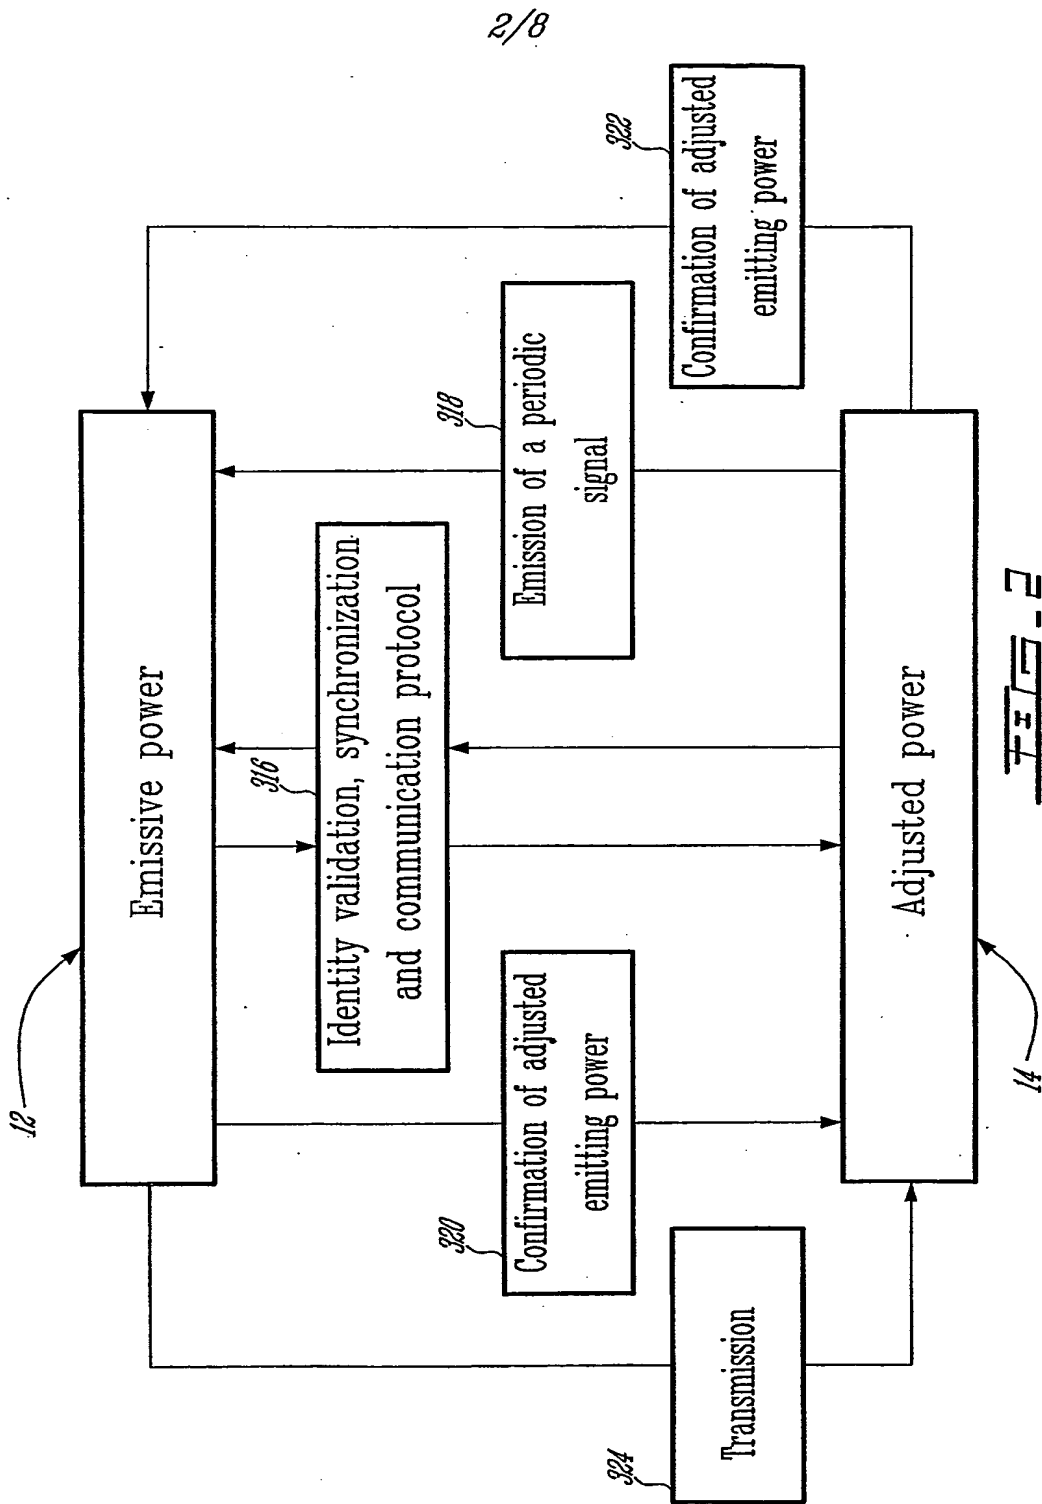 2/8
12
Emissive power
316
Identity validation, synchronization
and communication protocol
318
Emission of a periodic
signal
320
Confirmation of adjusted
emitting power
322
Confirmation of adjusted
emitting power
324
Transmission
Adjusted power
14
FIG-2